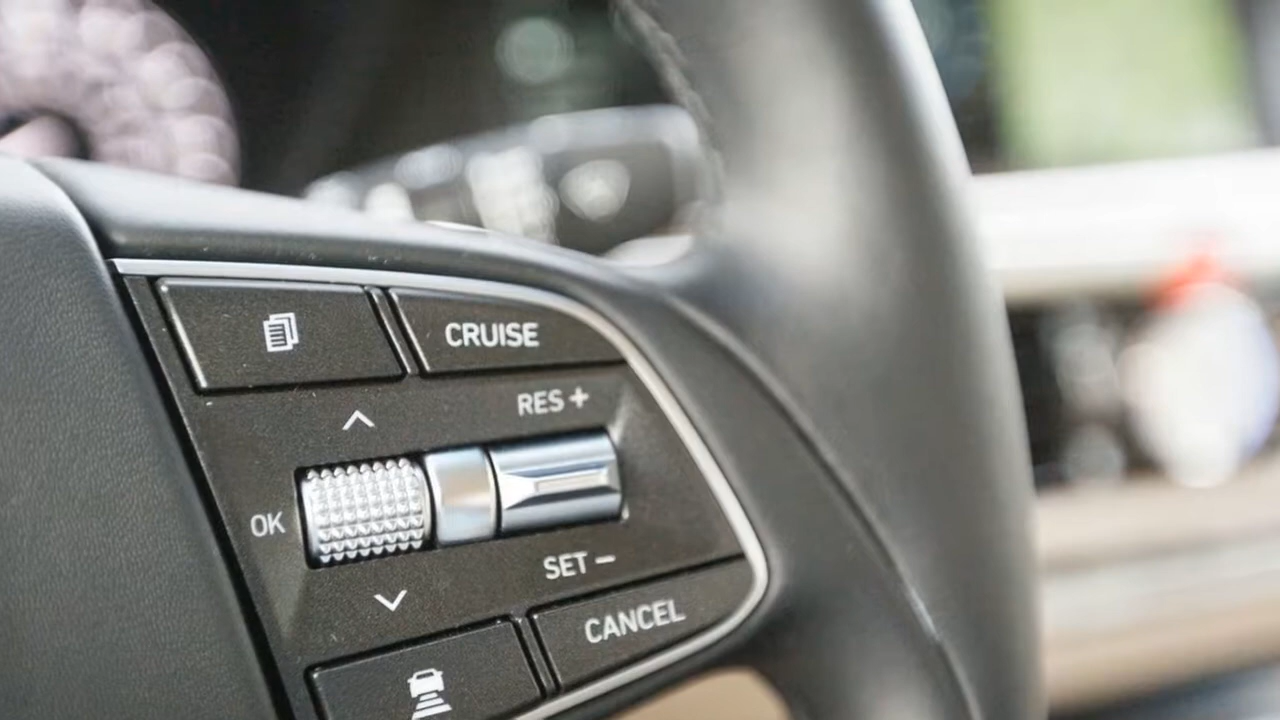 CRUISE
RES +
OK
SET –
CANCEL